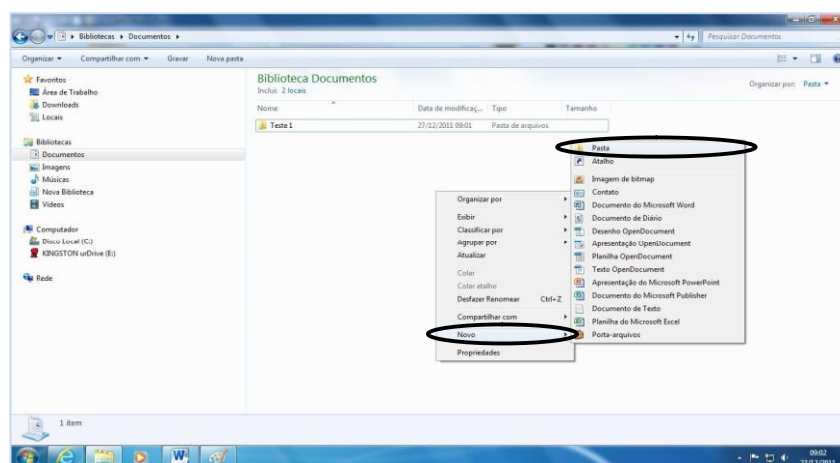 Bibliotecas ▸ Documentos ▸
Pesquisar Documentos
Organizar ▾ Compartilhar com ▾ Gravar Nova pasta
Favoritos
Área de Trabalho
Downloads
Locais
Bibliotecas
Documentos
Imagens
Músicas
Nova Biblioteca
Vídeos
Computador
Disco Local (C:)
KINGSTON urDrive (E:)
Rede
Biblioteca Documentos
Inclui: 2 locais
Organizar por: Pasta ▾
Nome Data de modificaç... Tipo Tamanho
Teste 1 27/12/2011 09:01 Pasta de arquivos
Organizar por
Exibir
Classificar por
Agrupar por
Atualizar
Colar
Colar atalho
Desfazer Renomear Ctrl+Z
Compartilhar com
Novo
Propriedades
Pasta
Atalho
Imagem de bitmap
Contato
Documento do Microsoft Word
Documento de Diário
Desenho OpenDocument
Apresentação OpenDocument
Planilha OpenDocument
Texto OpenDocument
Apresentação do Microsoft PowerPoint
Documento do Microsoft Publisher
Documento de Texto
Planilha do Microsoft Excel
Porta-arquivos
1 item
09:02